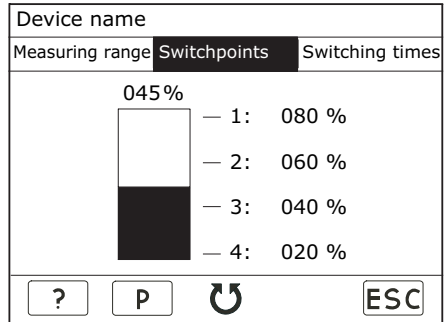 Device name
Measuring range Switchpoints Switching times
045%
1: 080 %
2: 060 %
3: 040 %
4: 020 %
? P ESC